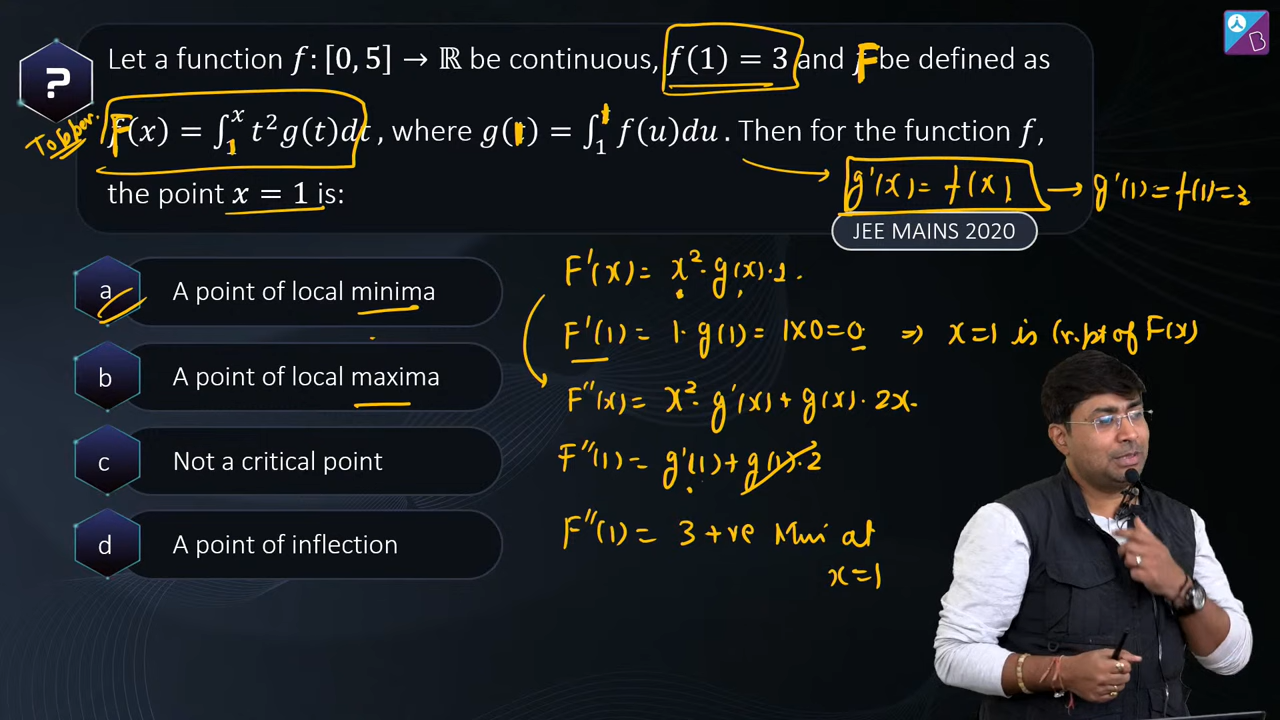 ?
Let a function f: [0, 5] → ℝ be continuous, f(1) = 3 and F be defined as
F(x) = ∫₁ˣ t² g(t)dt, where g(t) = ∫₁ᵗ f(u)du. Then for the function f,
the point x = 1 is:
g'(x) = f(x) → g'(1) = f(1) = 3
JEE MAINS 2020
a A point of local minima
b A point of local maxima
c Not a critical point
d A point of inflection
F'(x) = x²· g(x)·1.
F'(1) = 1· g(1) = 1×0 = 0 ⇒ x=1 is Cr. pt of F(x)
F''(x) = x²· g'(x) + g(x)· 2x.
F''(1) = g'(1) + g(1)·2
F''(1) = 3 +ve Min at
x=1
B